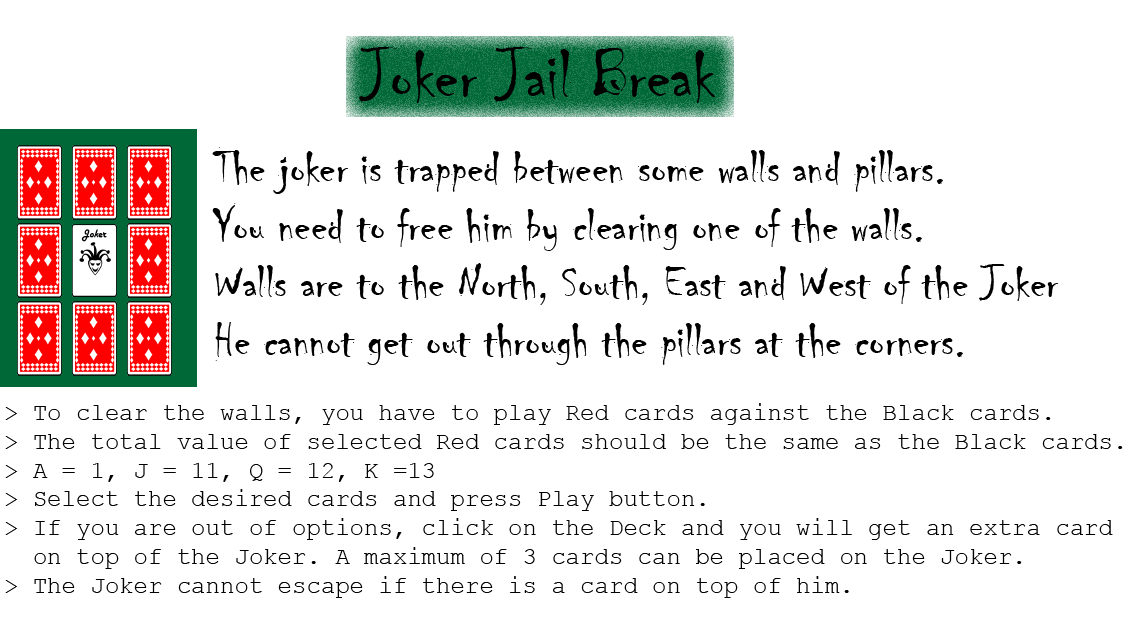 Joker Jail Break
Joker
The joker is trapped between some walls and pillars.
You need to free him by clearing one of the walls.
Walls are to the North, South, East and West of the Joker
He cannot get out through the pillars at the corners.
> To clear the walls, you have to play Red cards against the Black cards.
> The total value of selected Red cards should be the same as the Black cards.
> A = 1, J = 11, Q = 12, K =13
> Select the desired cards and press Play button.
> If you are out of options, click on the Deck and you will get an extra card
on top of the Joker. A maximum of 3 cards can be placed on the Joker.
> The Joker cannot escape if there is a card on top of him.